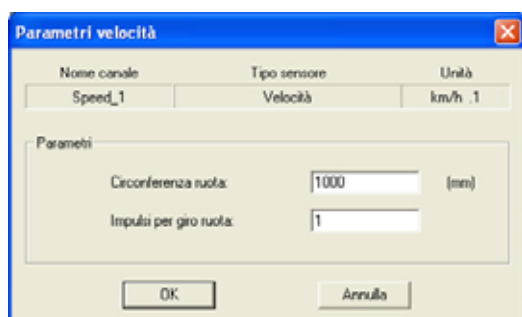 Parametri velocità
Nome canale Tipo sensore Unità
Speed_1 Velocità km/h .1
Parametri
Circonferenza ruota: 1000 (mm)
Impulsi per giro ruota: 1
OK Annulla